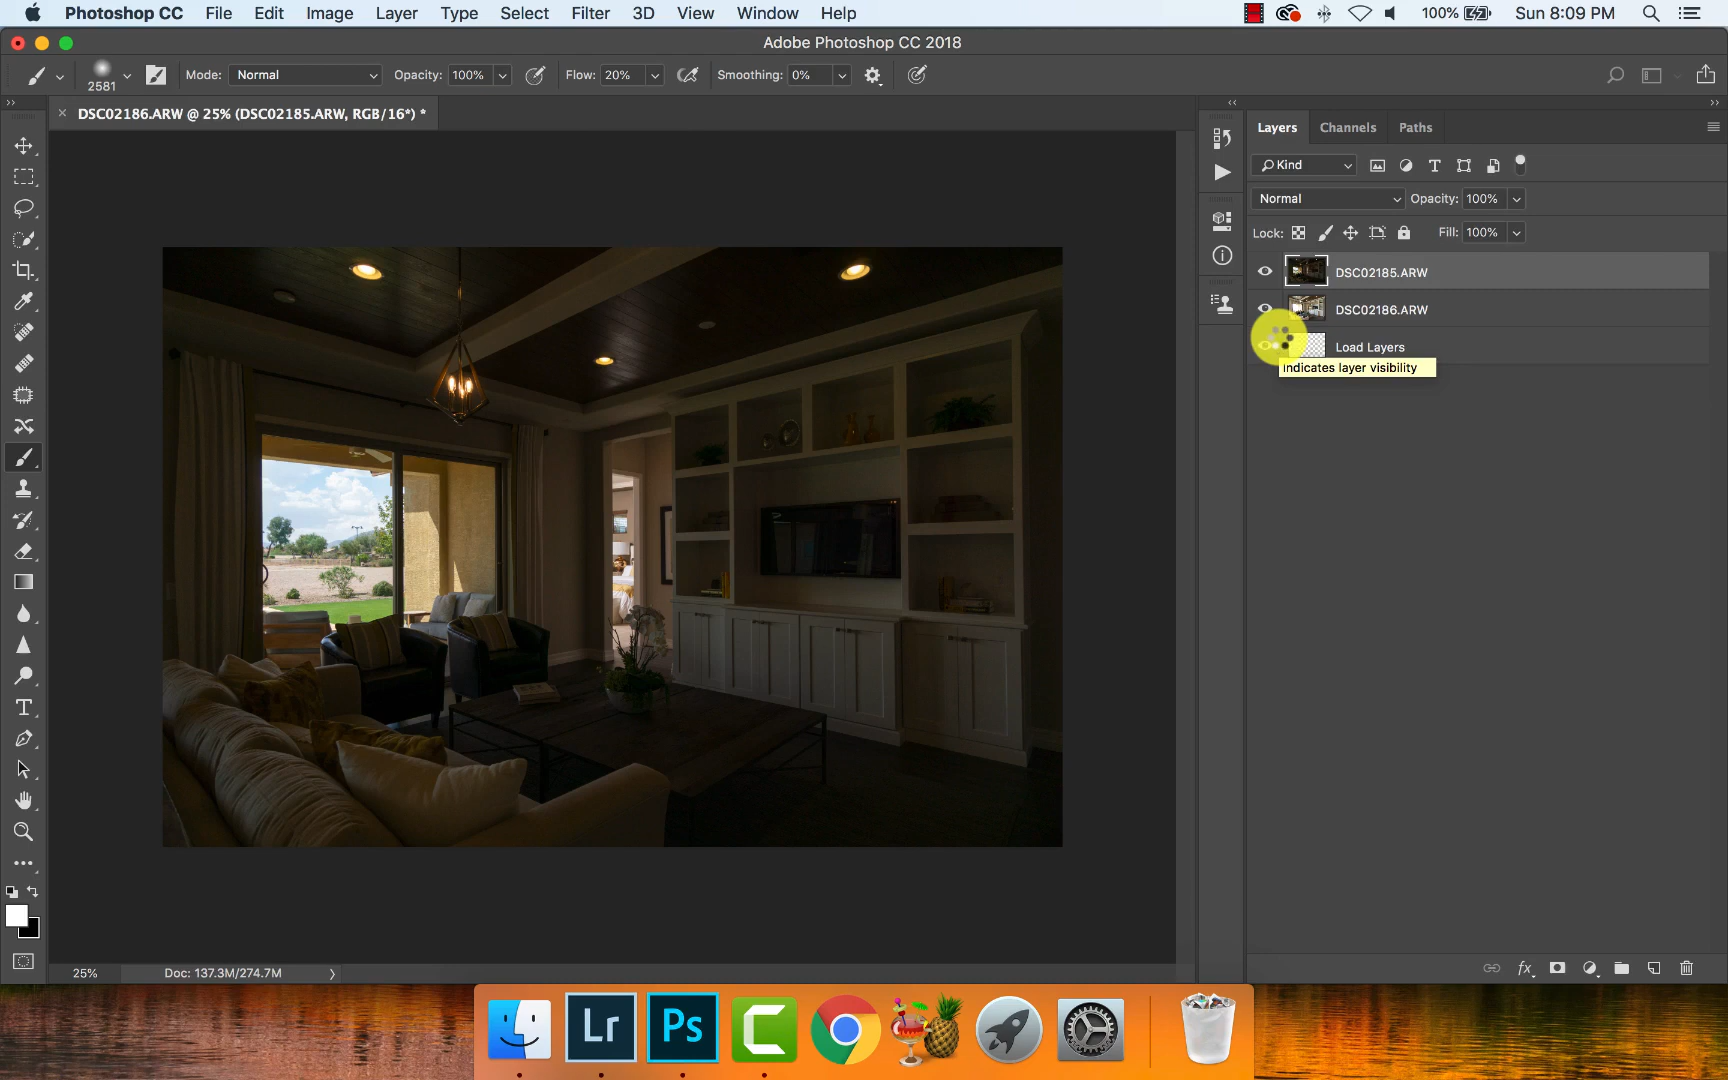 Photoshop CC File Edit Image Layer Type Select Filter 3D View Window Help 100% Sun 8:09 PM
Adobe Photoshop CC 2018
2581 Mode: Normal Opacity: 100% Flow: 20% Smoothing: 0%
× DSC02186.ARW @ 25% (DSC02185.ARW, RGB/16*) *
Layers Channels Paths
Kind
Normal Opacity: 100%
Lock: Fill: 100%
DSC02185.ARW
DSC02186.ARW
Load Layers
Indicates layer visibility
25% Doc: 137.3M/274.7M
fx
Lr Ps